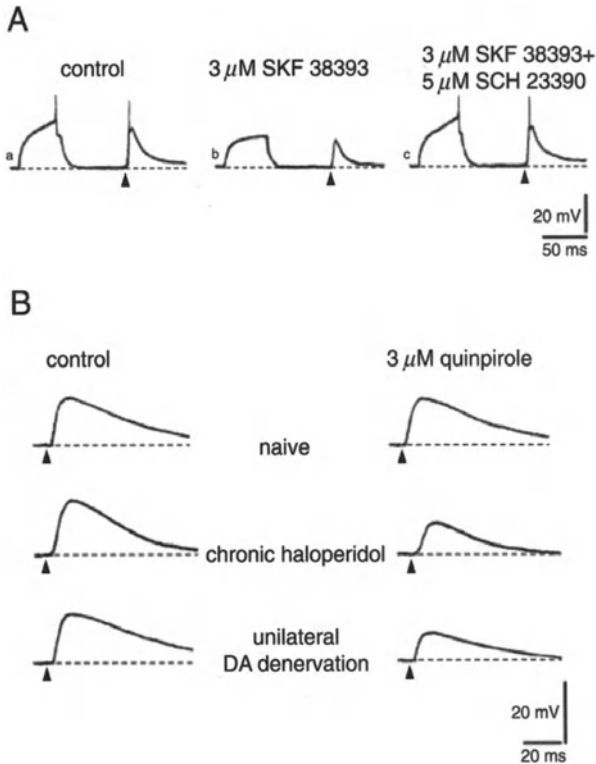 A
control
3 μM SKF 38393
3 μM SKF 38393+
5 μM SCH 23390
a
b
c
20 mV
50 ms
B
control
3 μM quinpirole
naive
chronic haloperidol
unilateral
DA denervation
20 mV
20 ms